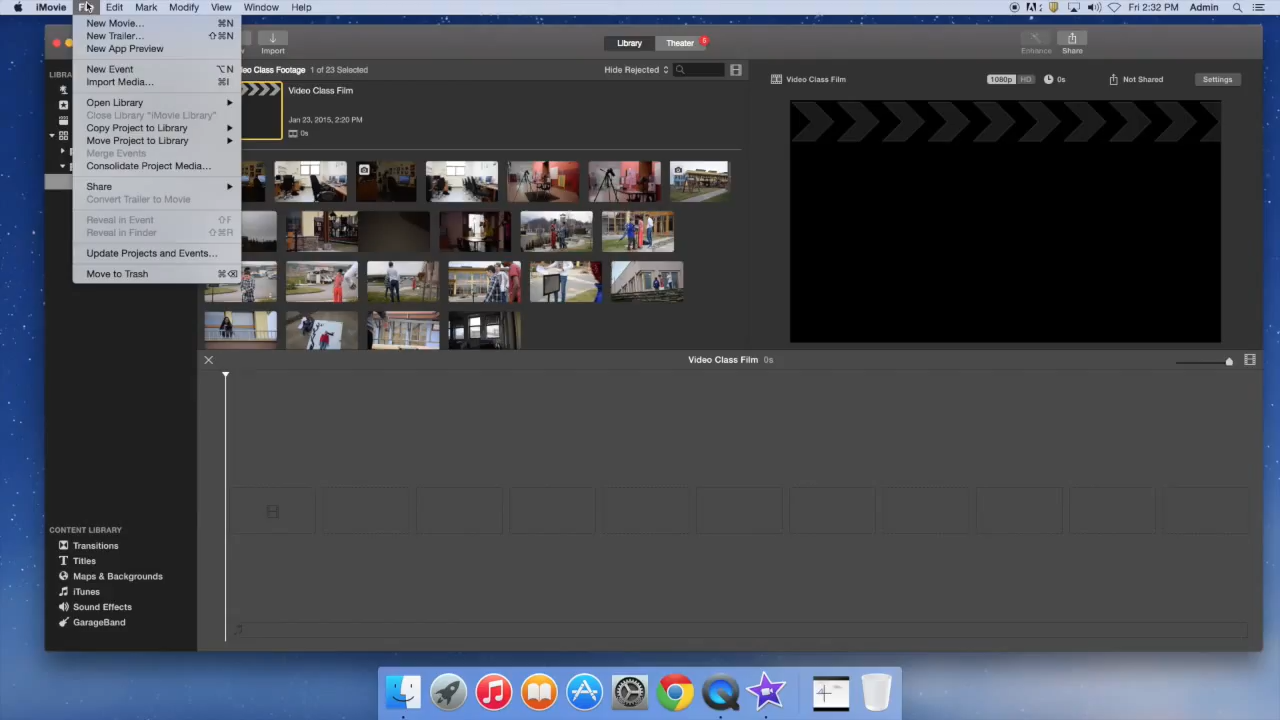 iMovie Edit Mark Modify View Window Help Fri 2:32 PM Admin
New Movie... ⌘N
New Trailer... ⇧⌘N
New App Preview
New Event ⌥N
Import Media... ⌘I
Open Library
Close Library "iMovie Library"
Copy Project to Library
Move Project to Library
Merge Events
Consolidate Project Media...
Share
Convert Trailer to Movie
Reveal in Event ⇧F
Reveal in Finder ⇧⌘R
Update Projects and Events...
Move to Trash ⌘⌫
Import
Library Theater 6
Enhance Share
Class Footage 1 of 23 Selected Hide Rejected
Video Class Film
Jan 23, 2015, 2:20 PM
0s
Video Class Film 1080p HD 0s Not Shared Settings
Video Class Film 0s
CONTENT LIBRARY
Transitions
Titles
Maps & Backgrounds
iTunes
Sound Effects
GarageBand